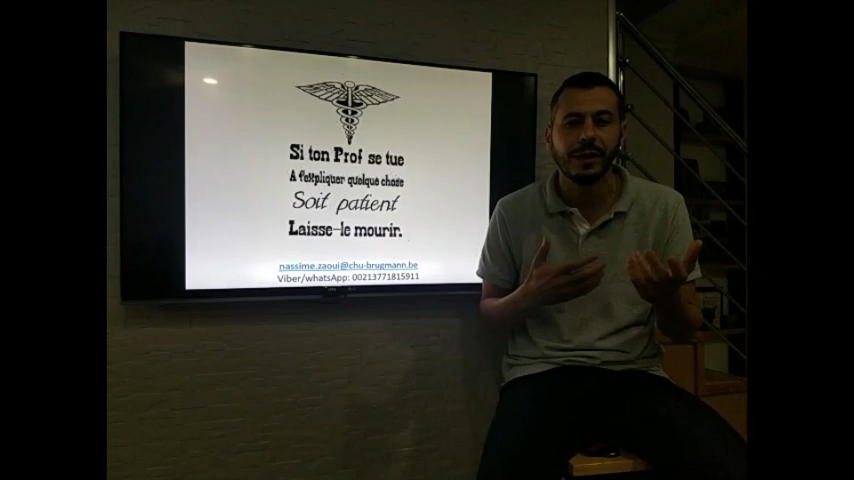 Si ton Prof se tue
A t'expliquer quelque chose
Soit patient
Laisse-le mourir.
nassime.zaoui@chu-brugmann.be
Viber/whatsApp: 00213771815911